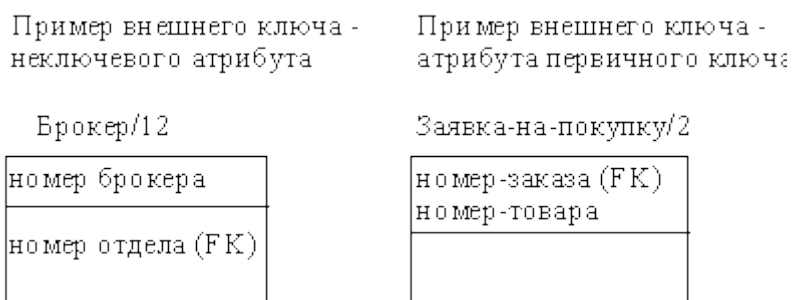 Пример внешнего ключа -
неключевого атрибута
Пример внешнего ключа -
атрибута первичного ключа
Брокер/12
номер брокера
номер отдела (FK)
Заявка-на-покупку/2
номер-заказа (FK)
номер-товара